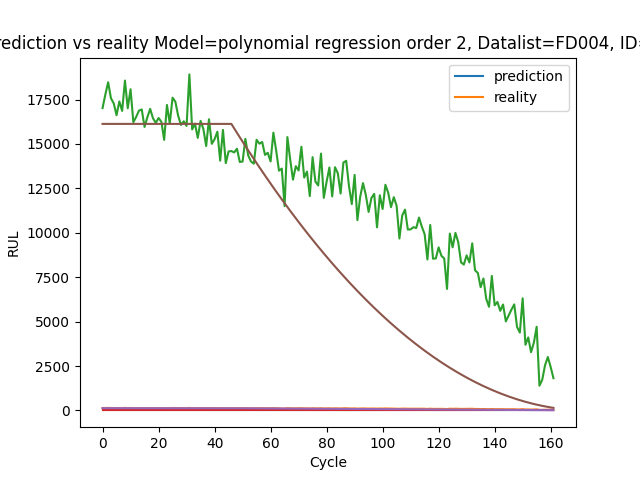 rediction vs reality Model=polynomial regression order 2, Datalist=FD004, ID=
prediction
reality
RUL
17500
15000
12500
10000
7500
5000
2500
0
0 20 40 60 80 100 120 140 160
Cycle